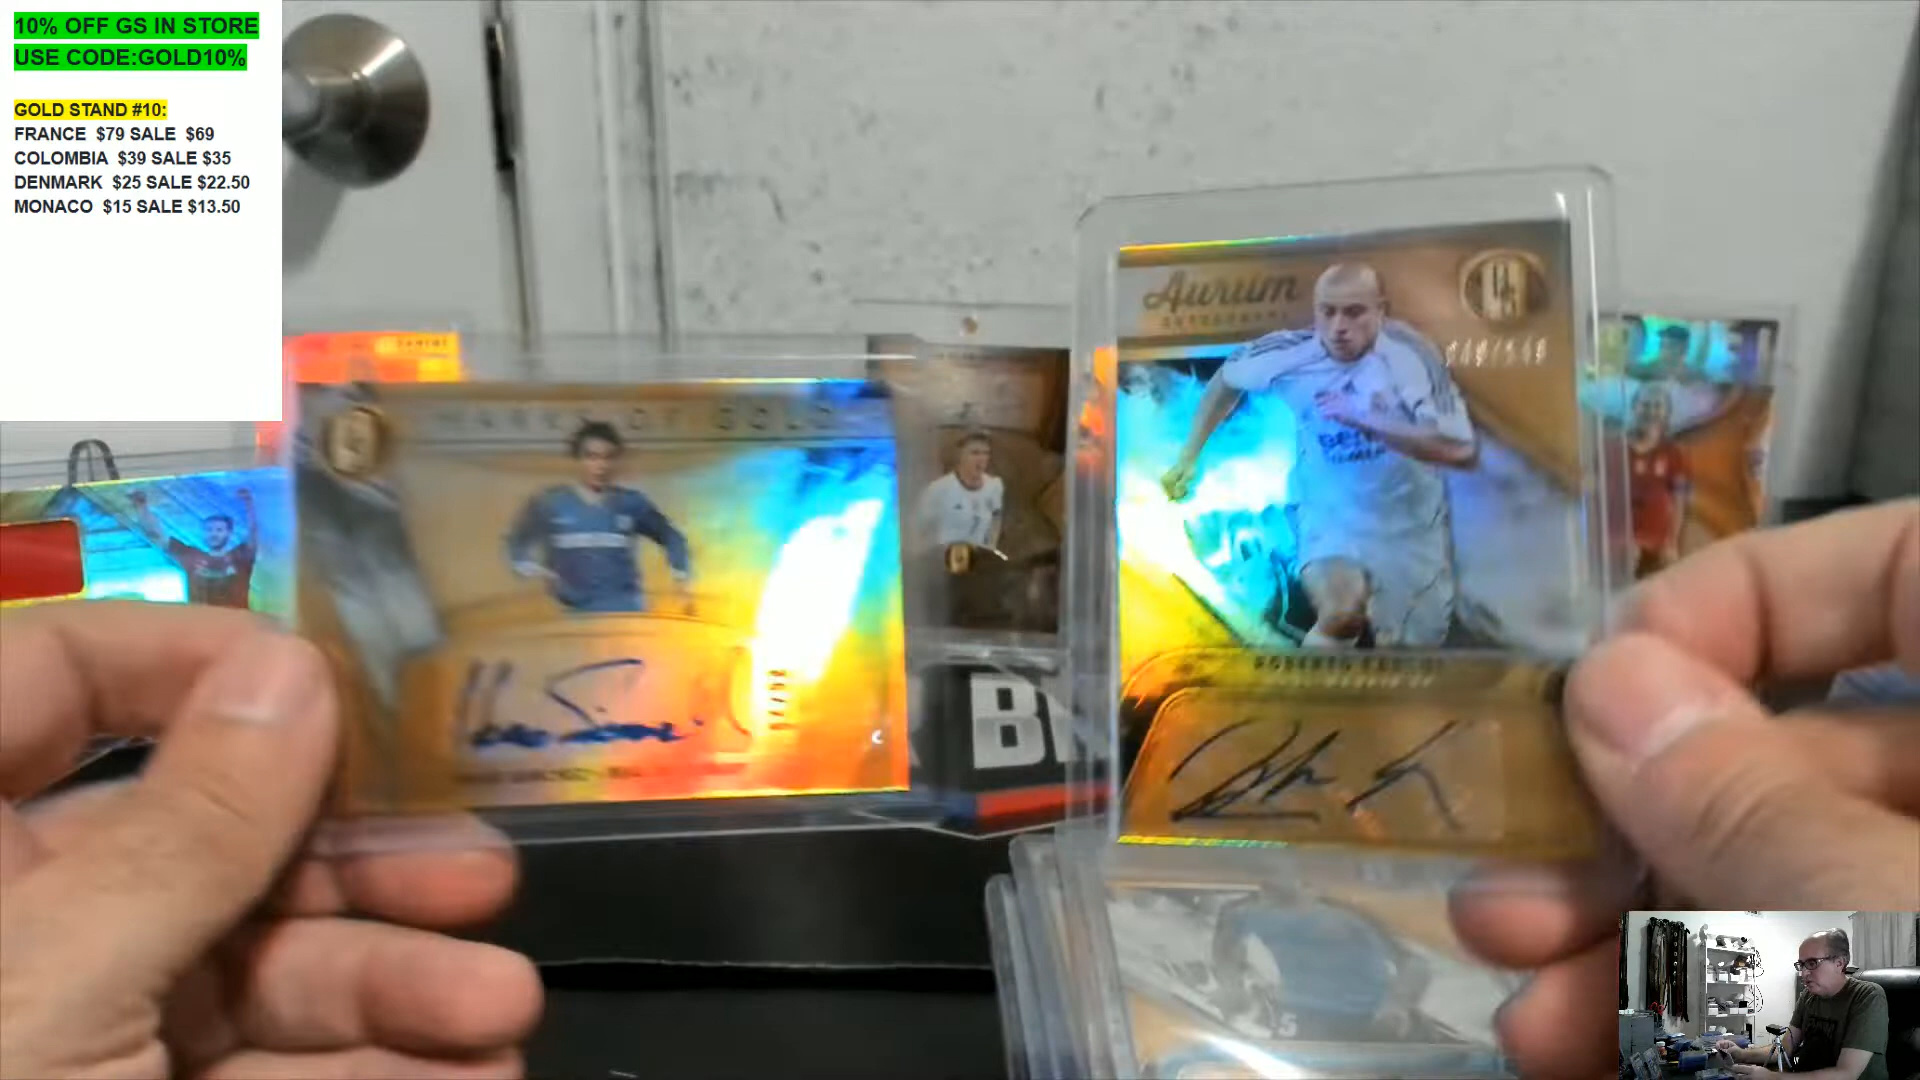 10% OFF GS IN STORE
USE CODE:GOLD10%
GOLD STAND #10:
FRANCE $79 SALE $69
COLOMBIA $39 SALE $35
DENMARK $25 SALE $22.50
MONACO $15 SALE $13.50
MARKS OF GOLD
Aurum
AUTOGRAPHS
ROBERTO CARLOS